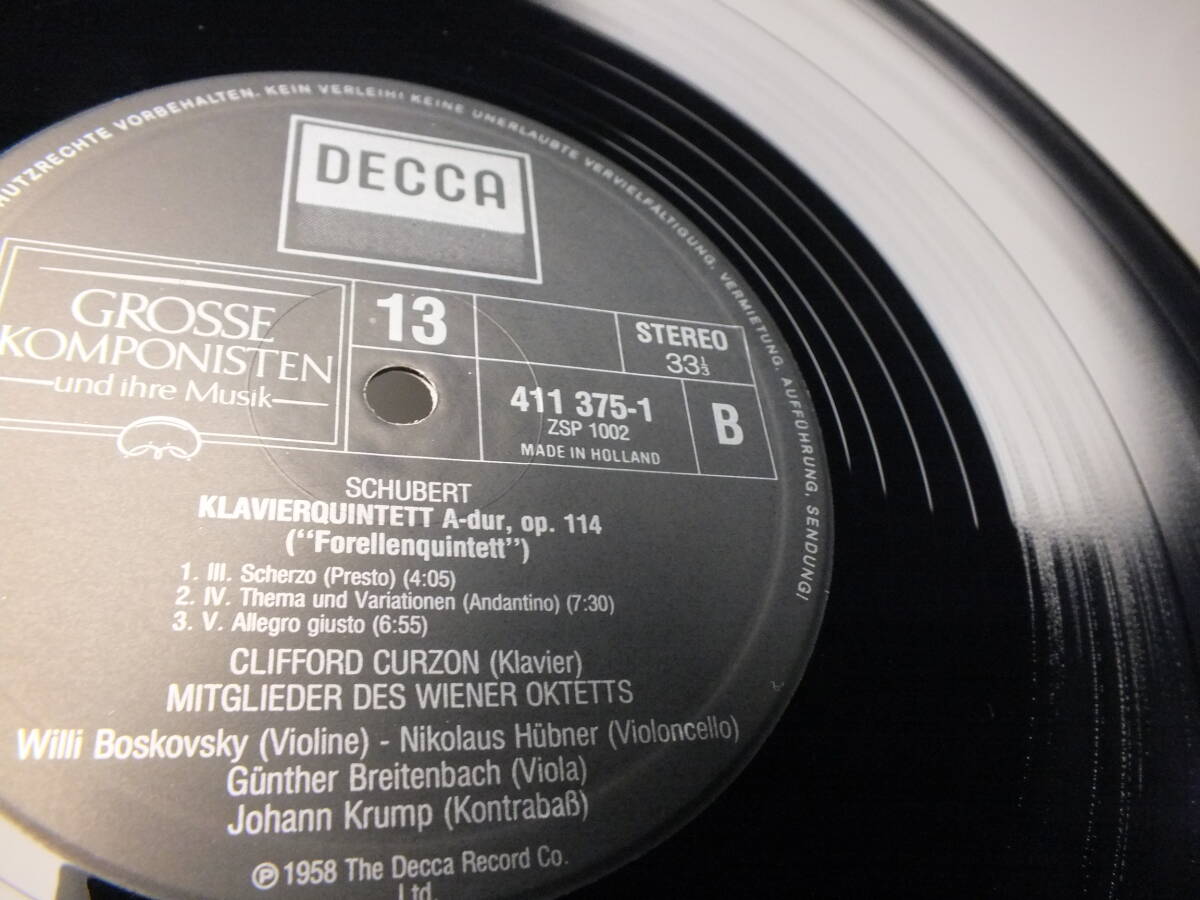 HUTZRECHTE VORBEHALTEN. KEIN VERLEIH! KEINE UNERLAUBTE VERVIELFÄLTIGUNG, VERMIETUNG, AUFFÜHRUNG, SENDUNG!
DECCA
GROSSE
KOMPONISTEN
und ihre Musik
13
STEREO
33⅓
411 375-1
ZSP 1002
MADE IN HOLLAND
B
SCHUBERT
KLAVIERQUINTETT A-dur, op. 114
(“Forellenquintett”)
1. III. Scherzo (Presto) (4:05)
2. IV. Thema und Variationen (Andantino) (7:30)
3. V. Allegro giusto (6:55)
CLIFFORD CURZON (Klavier)
MITGLIEDER DES WIENER OKTETTS
Willi Boskovsky (Violine) - Nikolaus Hübner (Violoncello)
Günther Breitenbach (Viola)
Johann Krump (Kontrabaß)
℗ 1958 The Decca Record Co.
Ltd.